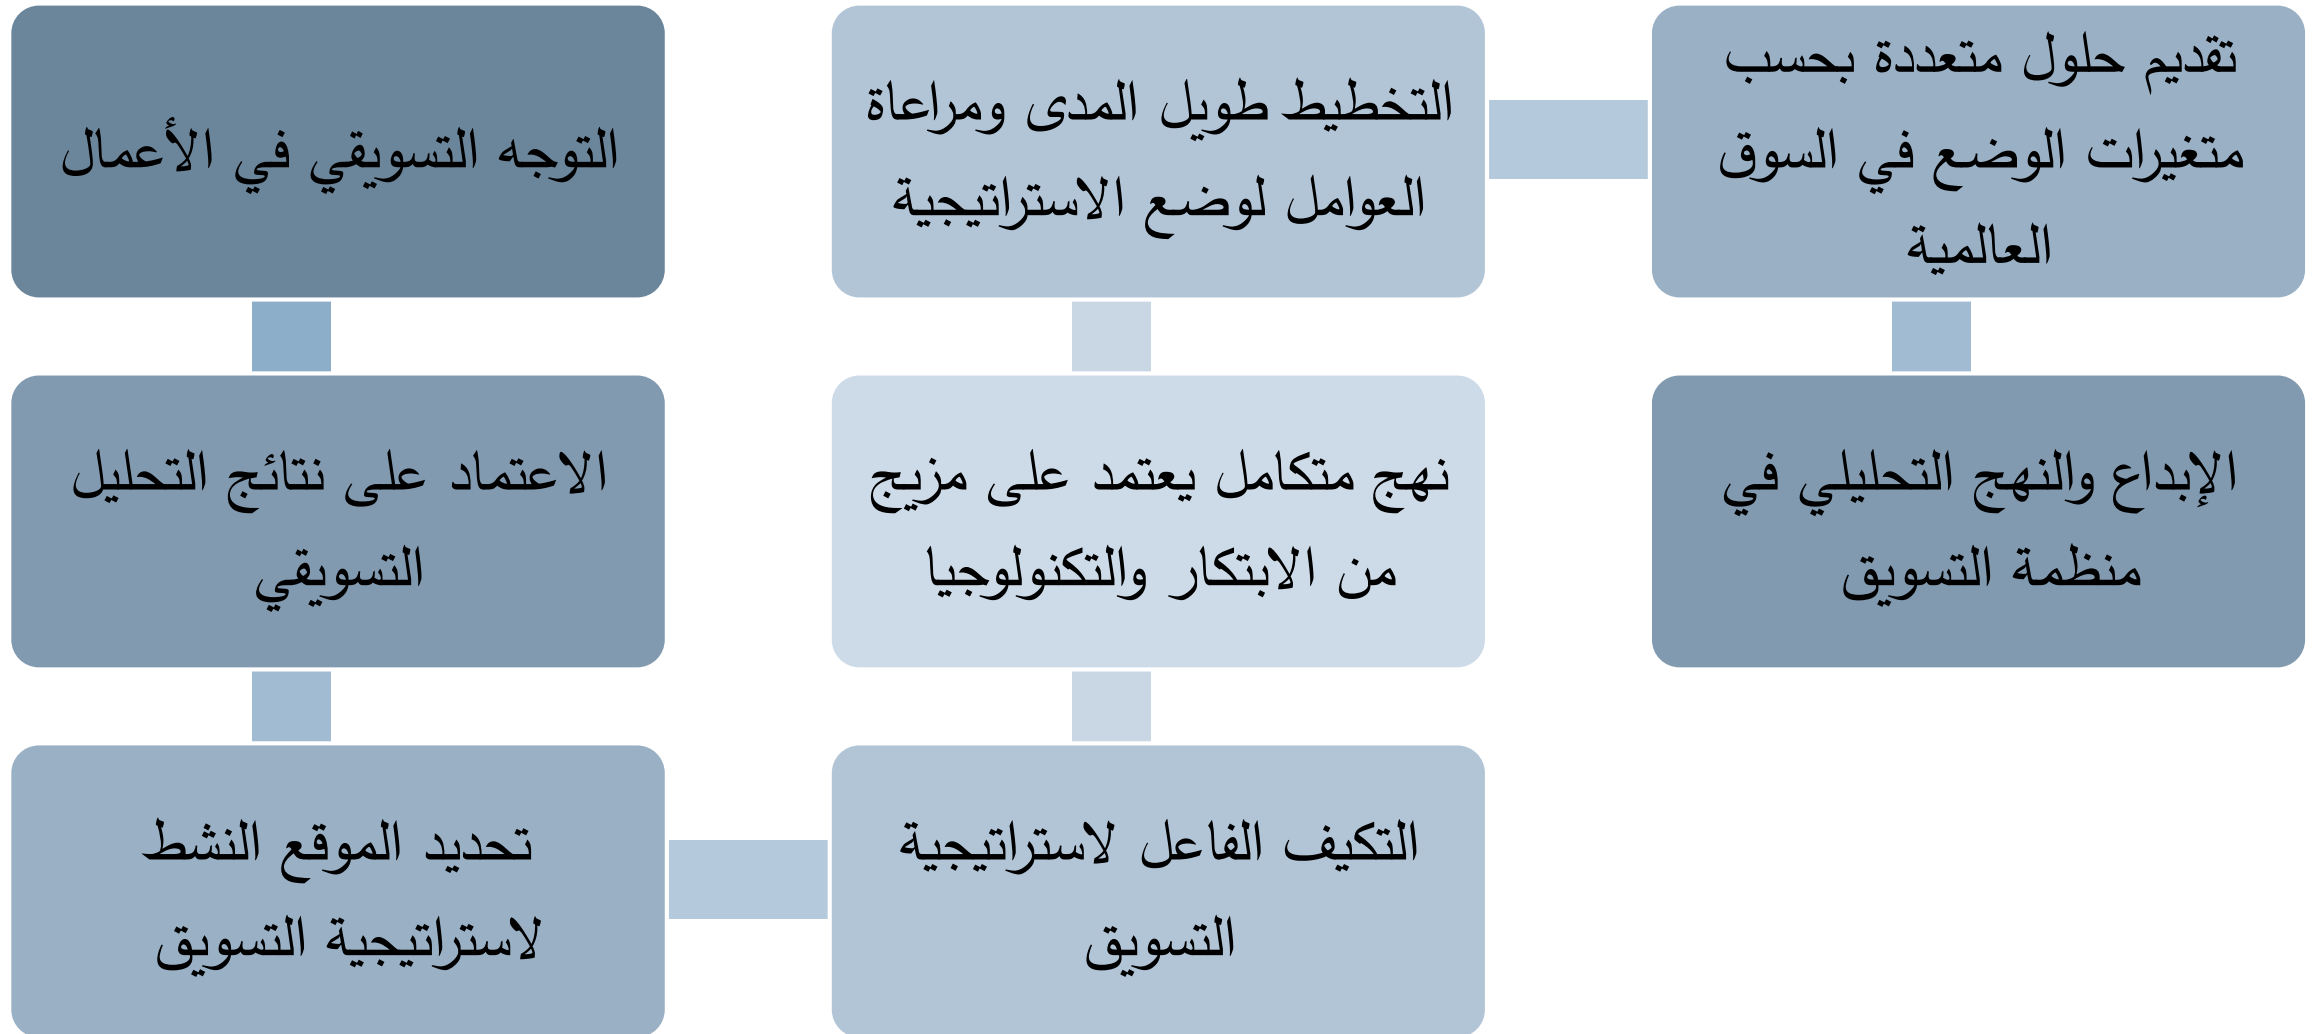 التوجه التسويقي في الأعمال
الاعتماد على نتائج التحليل
التسويقي
تحديد الموقع النشط
لاستراتيجية التسويق
التكيف الفاعل لاستراتيجية
التسويق
نهج متكامل يعتمد على مزيج
من الابتكار والتكنولوجيا
التخطيط طويل المدى ومراعاة
العوامل لوضع الاستراتيجية
تقديم حلول متعددة بحسب
متغيرات الوضع في السوق
العالمية
الإبداع والنهج التحليلي في
منظمة التسويق